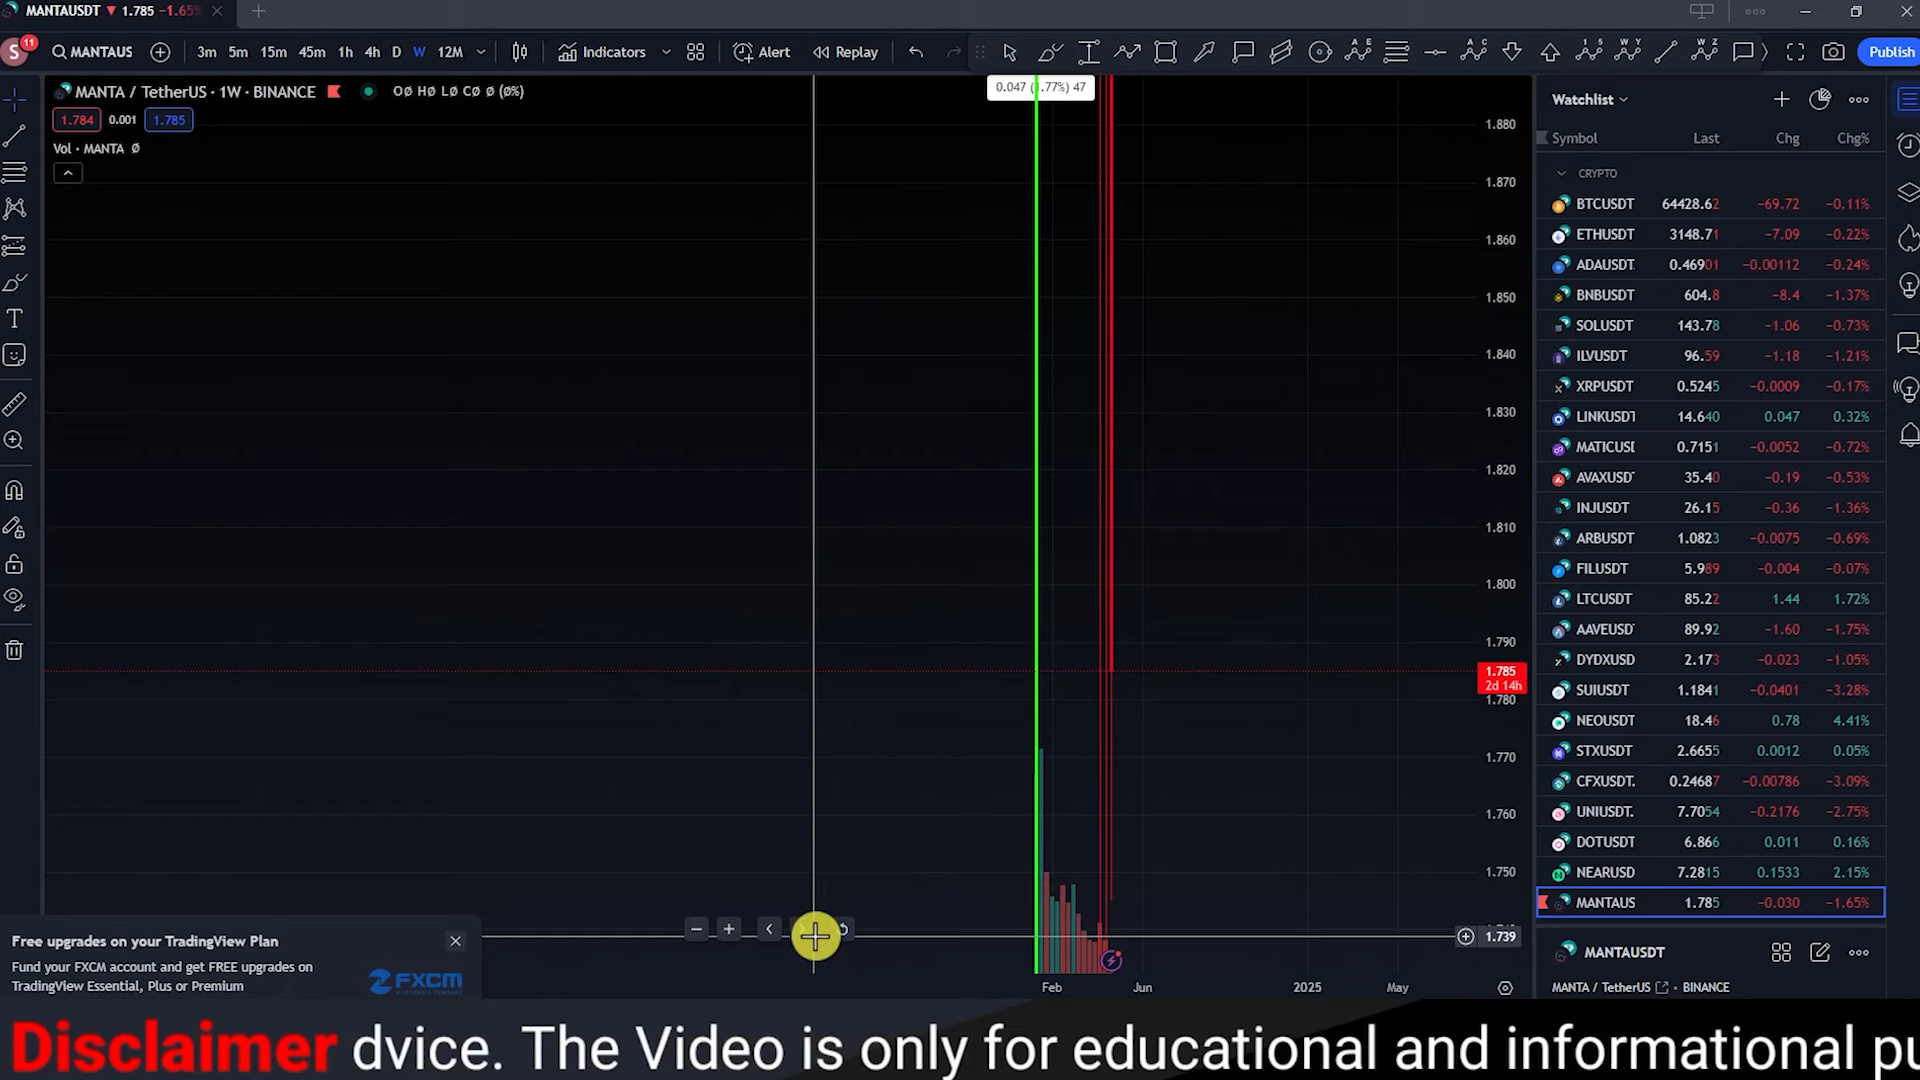 MANTAUSDT ▼ 1.785 −1.65%
S 11 MANTAUS 3m 5m 15m 45m 1h 4h D W 12M Indicators Alert Replay Publish
MANTA / TetherUS · 1W · BINANCE OØ HØ LØ CØ Ø (Ø%)
1.784 0.001 1.785
Vol · MANTA Ø
47
1.880
1.870
1.860
1.850
1.840
1.830
1.820
1.810
1.800
1.790
1.785
2d 14h
1.780
1.770
1.760
1.750
1.739
Feb Jun 2025 May
Watchlist
Symbol Last Chg Chg%
CRYPTO
BTCUSDT 64428.62 −69.72 −0.11%
ETHUSDT 3148.71 −7.09 −0.22%
ADAUSDT 0.46901 −0.00112 −0.24%
BNBUSDT 604.8 −8.4 −1.37%
SOLUSDT 143.78 −1.06 −0.73%
ILVUSDT 96.59 −1.18 −1.21%
XRPUSDT 0.5245 −0.0009 −0.17%
LINKUSDT 14.640 0.047 0.32%
MATICUSD 0.7151 −0.0052 −0.72%
AVAXUSD 35.40 −0.19 −0.53%
INJUSDT 26.15 −0.36 −1.36%
ARBUSDT 1.0823 −0.0075 −0.69%
FILUSDT 5.989 −0.004 −0.07%
LTCUSDT 85.22 1.44 1.72%
AAVEUSD 89.92 −1.60 −1.75%
DYDXUSD 2.173 −0.023 −1.05%
SUIUSDT 1.1841 −0.0401 −3.28%
NEOUSDT 18.46 0.78 4.41%
STXUSDT 2.6655 0.0012 0.05%
CFXUSDT. 0.24687 −0.00786 −3.09%
UNIUSDT. 7.7054 −0.2176 −2.75%
DOTUSDT 6.866 0.011 0.16%
NEARUSD 7.2815 0.1533 2.15%
MANTAUS 1.785 −0.030 −1.65%
MANTAUSDT
MANTA / TetherUS · BINANCE
Free upgrades on your TradingView Plan
Fund your FXCM account and get FREE upgrades on
TradingView Essential, Plus or Premium
FXCM
Disclaimer dvice. The Video is only for educational and informational pu